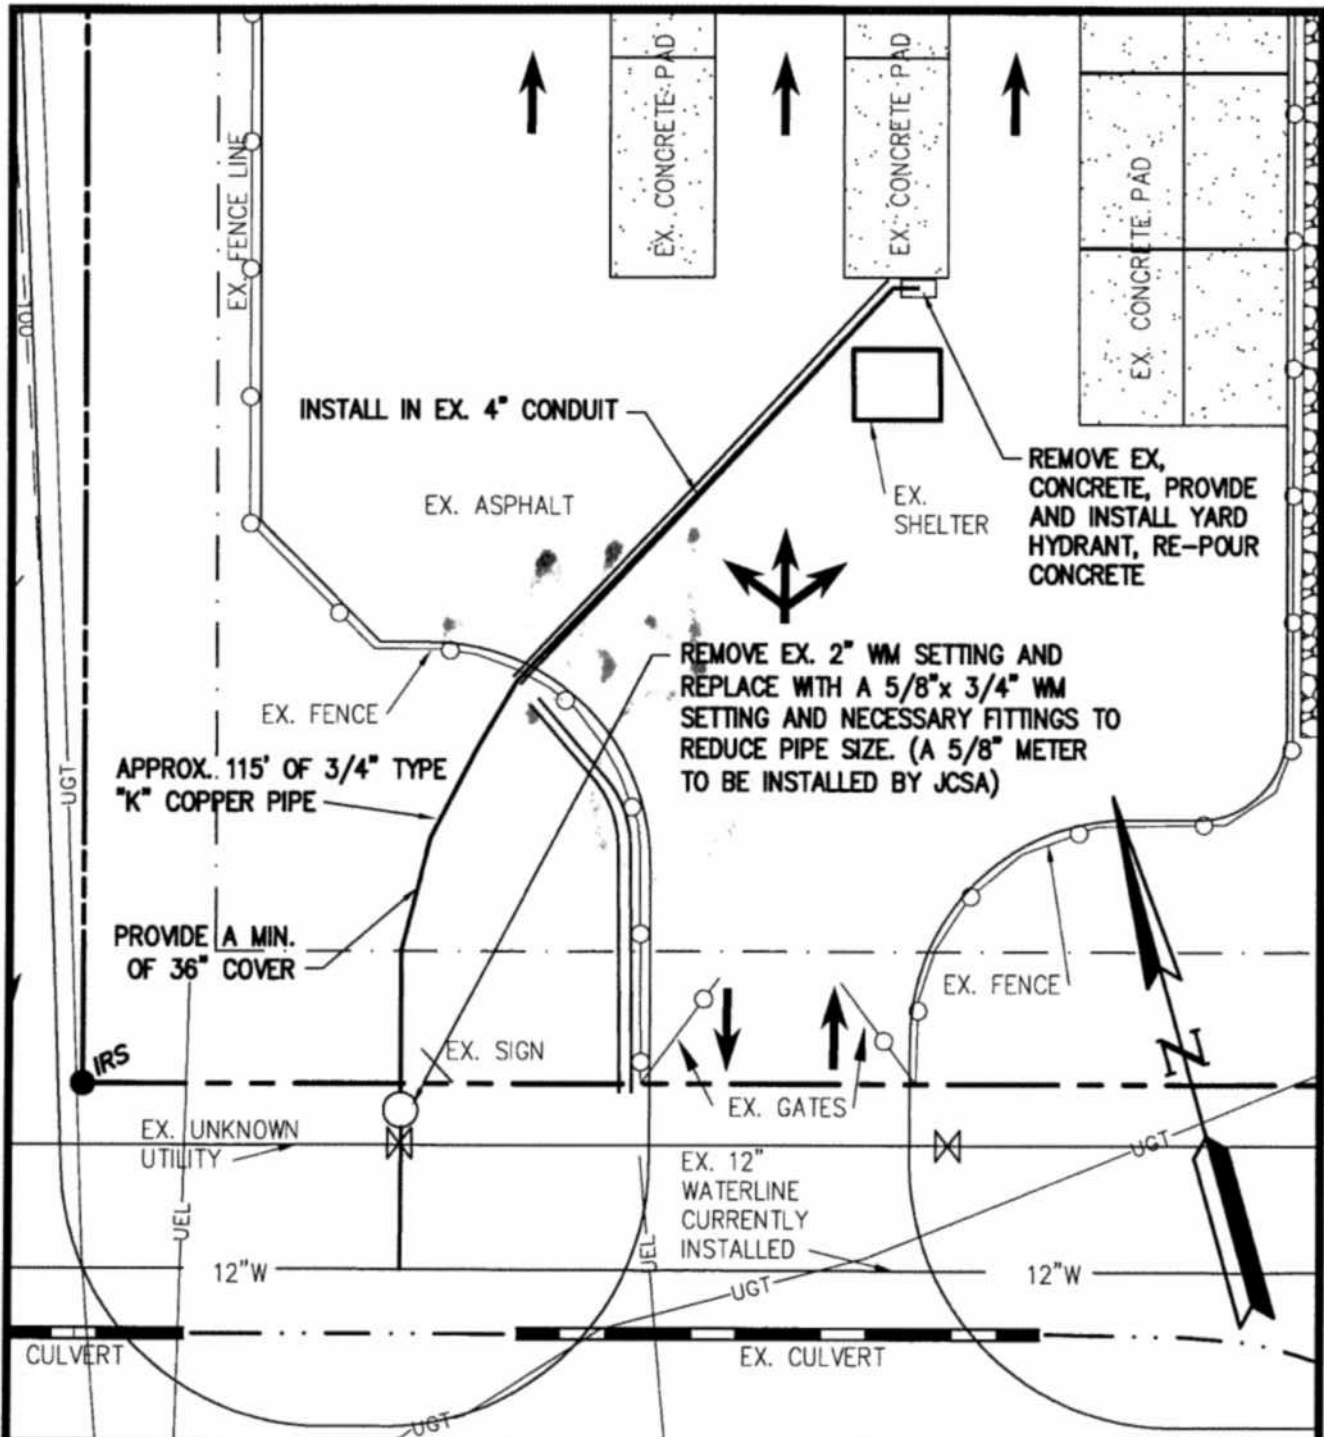 EX. CONCRETE PAD
EX. CONCRETE PAD
EX. CONCRETE PAD
EX. FENCE LINE
100
INSTALL IN EX. 4" CONDUIT
EX. ASPHALT
EX.
SHELTER
REMOVE EX,
CONCRETE, PROVIDE
AND INSTALL YARD
HYDRANT, RE-POUR
CONCRETE
REMOVE EX. 2" WM SETTING AND
REPLACE WITH A 5/8"x 3/4" WM
SETTING AND NECESSARY FITTINGS TO
REDUCE PIPE SIZE. (A 5/8" METER
TO BE INSTALLED BY JCSA)
EX. FENCE
UGT
APPROX. 115' OF 3/4" TYPE
"K" COPPER PIPE
PROVIDE A MIN.
OF 36" COVER
EX. FENCE
N
IRS
EX. SIGN
EX. GATES
EX. UNKNOWN
UTILITY
UGT
EX. 12"
WATERLINE
CURRENTLY
INSTALLED
UEL
UEL
12"W
12"W
UGT
CULVERT
EX. CULVERT
UGT